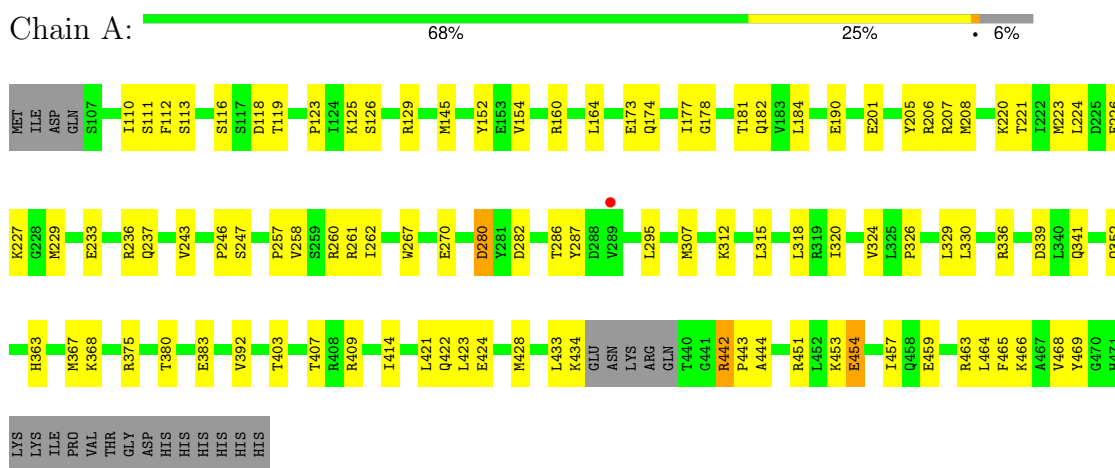 Chain A:
68% 25% • 6%
MET ILE ASP GLN S107 I110 S111 F112 S113 S116 S117 D118 T119 P123 I124 K125 S126 R129 M145 Y152 E153 V154 R160 L164 E173 Q174 I177 G178 T181 Q182 V183 L184 E190 E201 Y205 R206 R207 M208 K220 T221 I222 M223 L224 D225
K227 G228 M229 E233 R236 Q237 V243 P246 S247 P257 V258 S259 R260 R261 I262 W267 E270 D280 Y281 D282 T286 Y287 D288 V289 L295 M307 K312 L315 L318 R319 I320 V324 L325 P326 L329 L330 R336 D339 L340 Q341
H363 M367 K368 R375 T380 E383 V392 T403 T407 R408 R409 I414 L421 Q422 L423 E424 M428 L433 K434 GLU ASN LYS ARG GLN T440 G441 R442 P443 A444 R451 L452 K453 E454 I457 Q458 E459 R463 L464 F465 K466 A467 V468 Y469 G470 H471
LYS LYS ILE PRO VAL THR GLY ASP HIS HIS HIS HIS HIS HIS